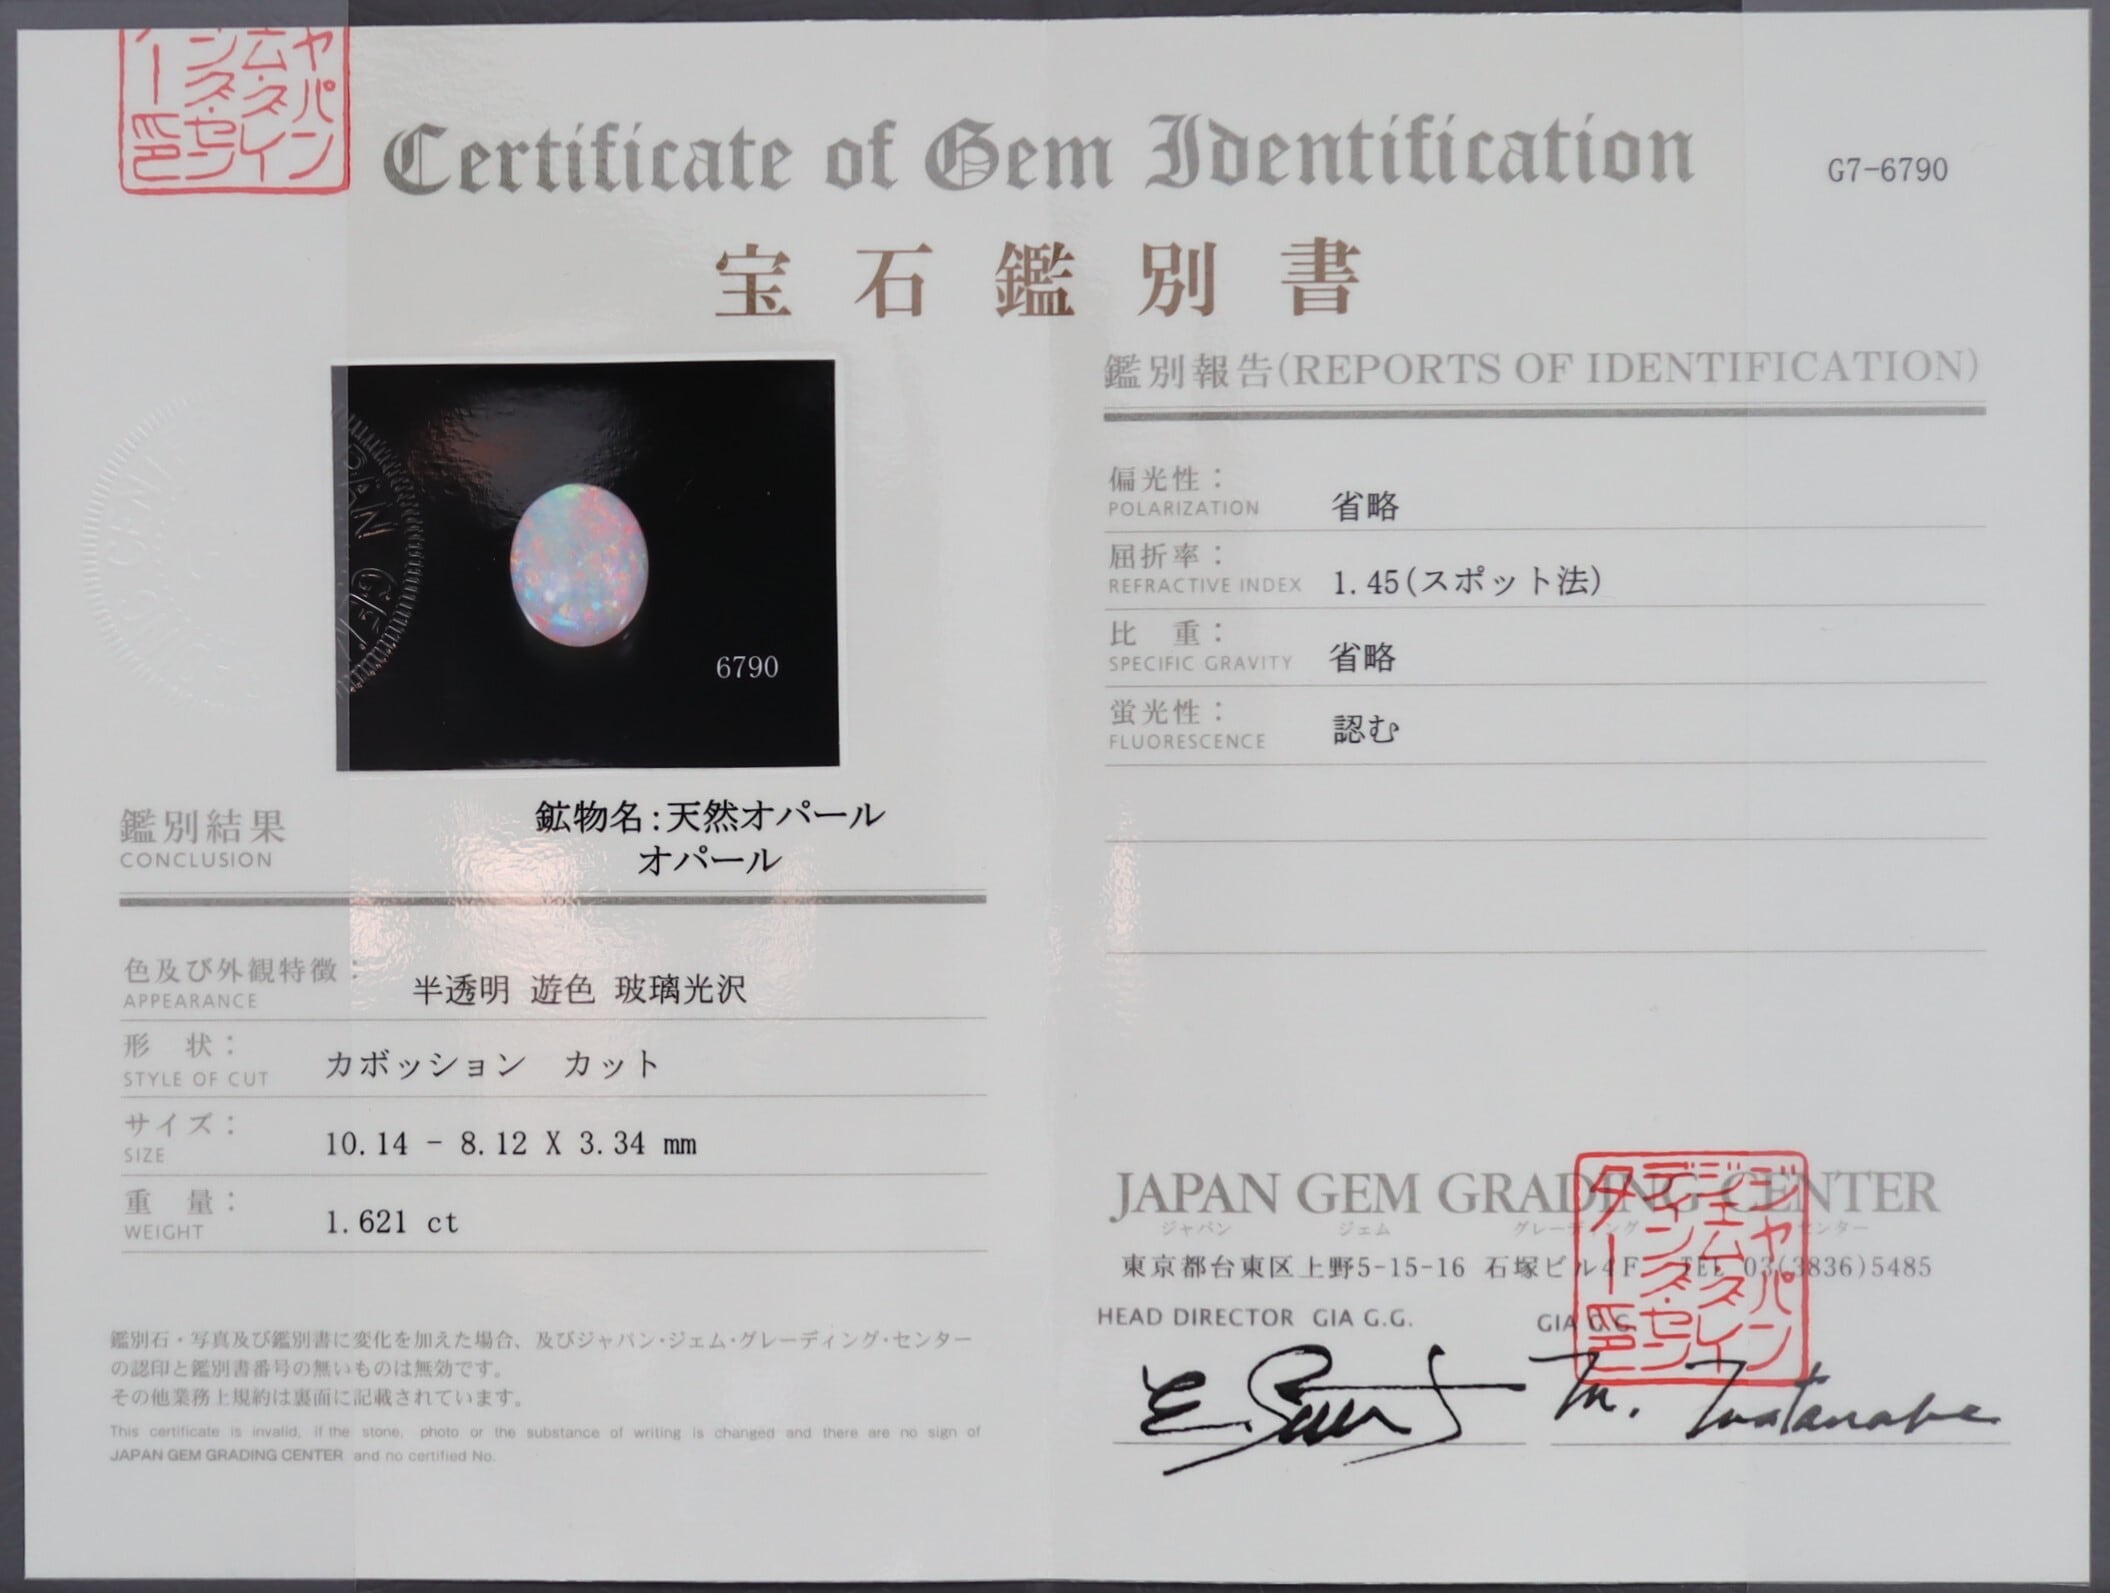 ジャパン
ジェム・グレイ
ディング・セン
ター印
Certificate of Gem Identification
G7-6790
宝石鑑別書
6790
鑑別結果
CONCLUSION
鉱物名:天然オパール
オパール
色及び外観特徴:
APPEARANCE
半透明 遊色 玻璃光沢
形 状:
STYLE OF CUT
カボッション カット
サイズ:
SIZE
10.14 - 8.12 X 3.34 mm
重 量:
WEIGHT
1.621 ct
鑑別石・写真及び鑑別書に変化を加えた場合、及びジャパン・ジェム・グレーディング・センター
の認印と鑑別書番号の無いものは無効です。
その他業務上規約は裏面に記載されています。
This certificate is invalid, if the stone, photo or the substance of writing is changed and there are no sign of
JAPAN GEM GRADING CENTER and no certified No.
鑑別報告(REPORTS OF IDENTIFICATION)
偏光性:
POLARIZATION
省略
屈折率:
REFRACTIVE INDEX
1.45(スポット法)
比 重:
SPECIFIC GRAVITY
省略
蛍光性:
FLUORESCENCE
認む
JAPAN GEM GRADING CENTER
ジャパン ジェム グレーディング センター
東京都台東区上野5-15-16 石塚ビル4F TEL 03(3836)5485
HEAD DIRECTOR GIA G.G.
GIA G.G.
M. Watanabe